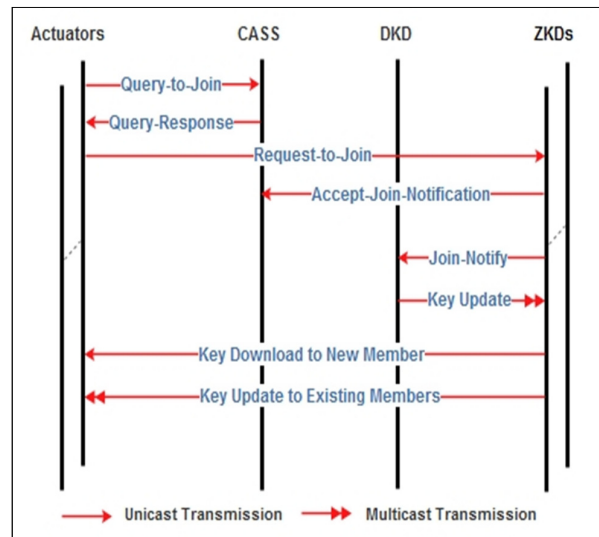 Actuators CASS DKD ZKDs
Query-to-Join
Query-Response
Request-to-Join
Accept-Join-Notification
Join-Notify
Key Update
Key Download to New Member
Key Update to Existing Members
Unicast Transmission Multicast Transmission